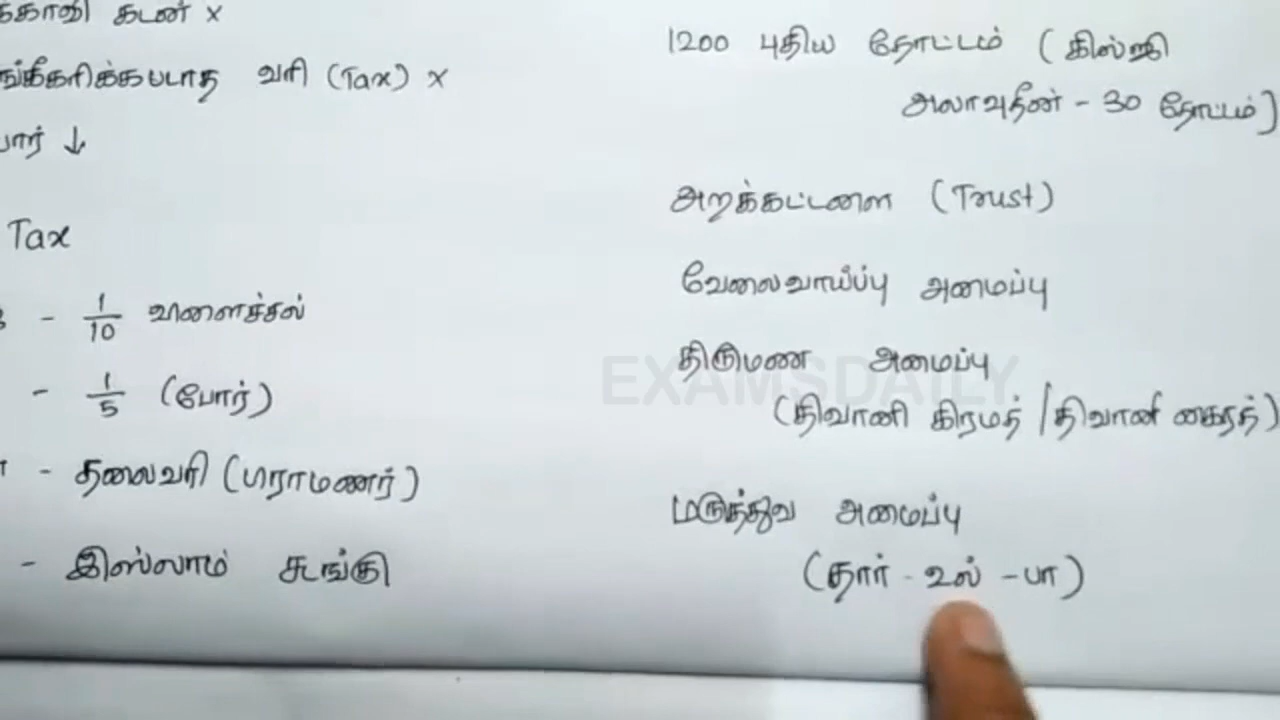 க்காவி கடன் x
ங்கீகரிக்கபடாத வரி (Tax) x
பார் ↓
Tax
- 1/10 விளைச்சல்
- 1/5 (போர்)
- தலைவரி (பிராமணர்)
- இஸ்லாம் சடங்கு
1200 புதிய தோட்டம் (கில்ஜி
அலாவுதீன் - 30 தோட்டம்]
அறக்கட்டளை (Trust)
வேலைவாய்ப்பு அமைப்பு
திருமண அமைப்பு
(திவானி கிரமத் / திவானி கைரத்)
மருத்துவ அமைப்பு
(தார் - உல் - பா)
EXAMSDAILY